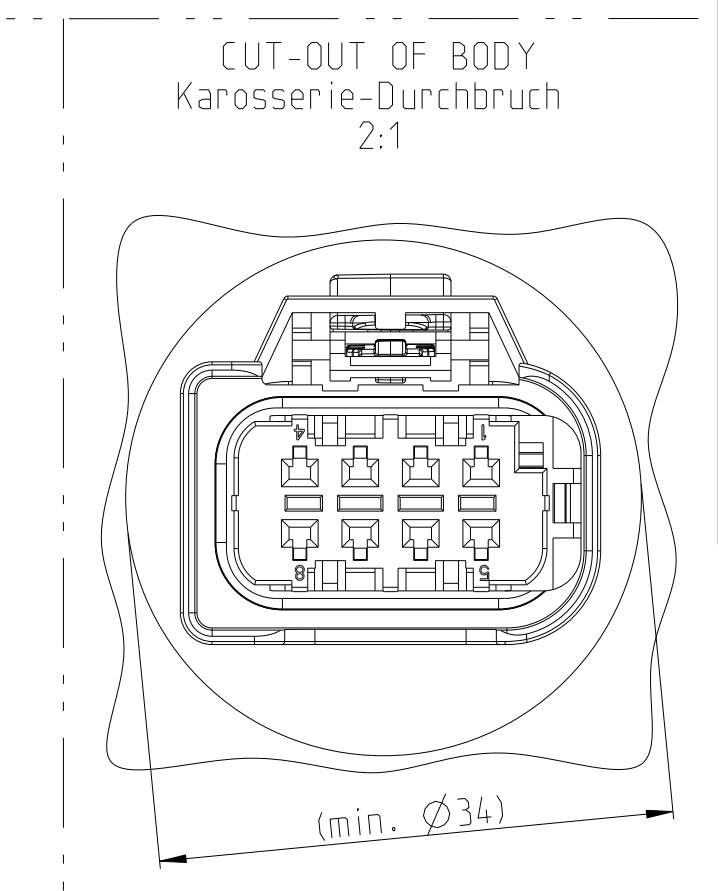 CUT-OUT OF BODY
Karosserie-Durchbruch
2:1
4 1
8 5
(min. Ø34)